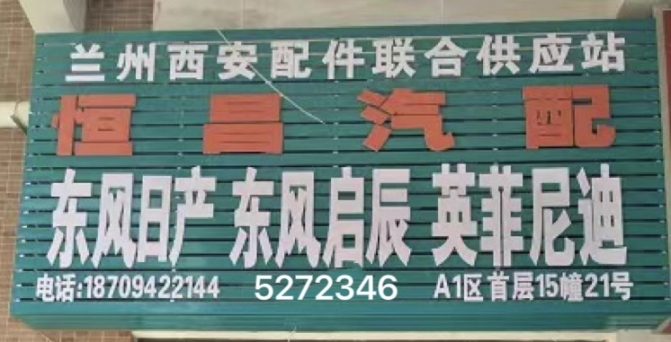 兰州西安配件联合供应站
恒昌汽配
东风日产 东风启辰 英菲尼迪
电话:18709422144 5272346 A1区首层15幢21号